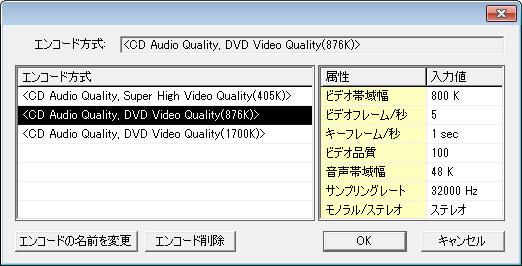 エンコード方式: <CD Audio Quality, DVD Video Quality(876K)>
エンコード方式
<CD Audio Quality, Super High Video Quality(405K)>
<CD Audio Quality, DVD Video Quality(876K)>
<CD Audio Quality, DVD Video Quality(1700K)>
属性 入力値
ビデオ帯域幅 800 K
ビデオフレーム/秒 5
キーフレーム/秒 1 sec
ビデオ品質 100
音声帯域幅 48 K
サンプリングレート 32000 Hz
モノラル/ステレオ ステレオ
エンコードの名前を変更 エンコード削除 OK キャンセル